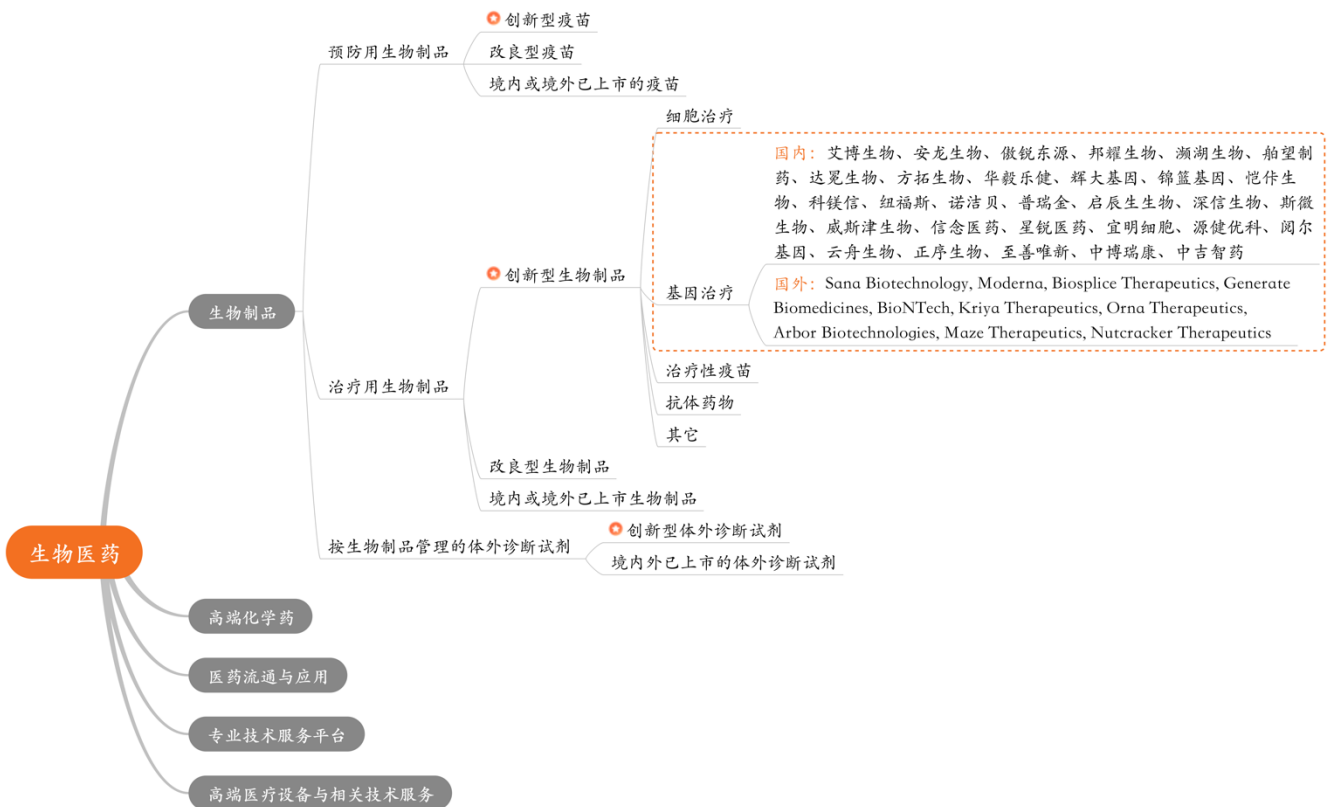 创新型疫苗
预防用生物制品
改良型疫苗
境内或境外已上市的疫苗
细胞治疗
国内：艾博生物、安龙生物、傲锐东源、邦耀生物、濒湖生物、舶望制
药、达冕生物、方拓生物、华毅乐健、辉大基因、锦篮基因、恺佧生
物、科镁信、纽福斯、诺洁贝、普瑞金、启辰生生物、深信生物、斯微
生物、威斯津生物、信念医药、星锐医药、宜明细胞、源健优科、阅尔
基因、云舟生物、正序生物、至善唯新、中博瑞康、中吉智药
创新型生物制品
基因治疗
国外：Sana Biotechnology, Moderna, Biosplice Therapeutics, Generate
Biomedicines, BioNTech, Kriya Therapeutics, Orna Therapeutics,
Arbor Biotechnologies, Maze Therapeutics, Nutcracker Therapeutics
生物制品
治疗用生物制品
治疗性疫苗
抗体药物
其它
改良型生物制品
境内或境外已上市生物制品
按生物制品管理的体外诊断试剂
创新型体外诊断试剂
境内外已上市的体外诊断试剂
生物医药
高端化学药
医药流通与应用
专业技术服务平台
高端医疗设备与相关技术服务